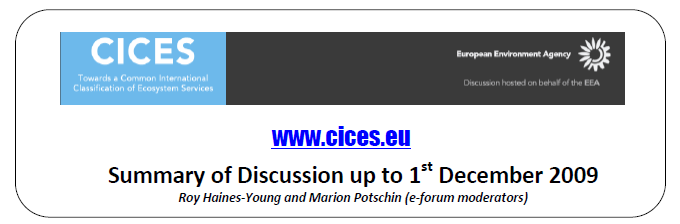 CICES
Towards a Common International
Classification of Ecosystem Services
European Environment Agency
Discussion hosted on behalf of the EEA
www.cices.eu
Summary of Discussion up to 1st December 2009
Roy Haines-Young and Marion Potschin (e-forum moderators)